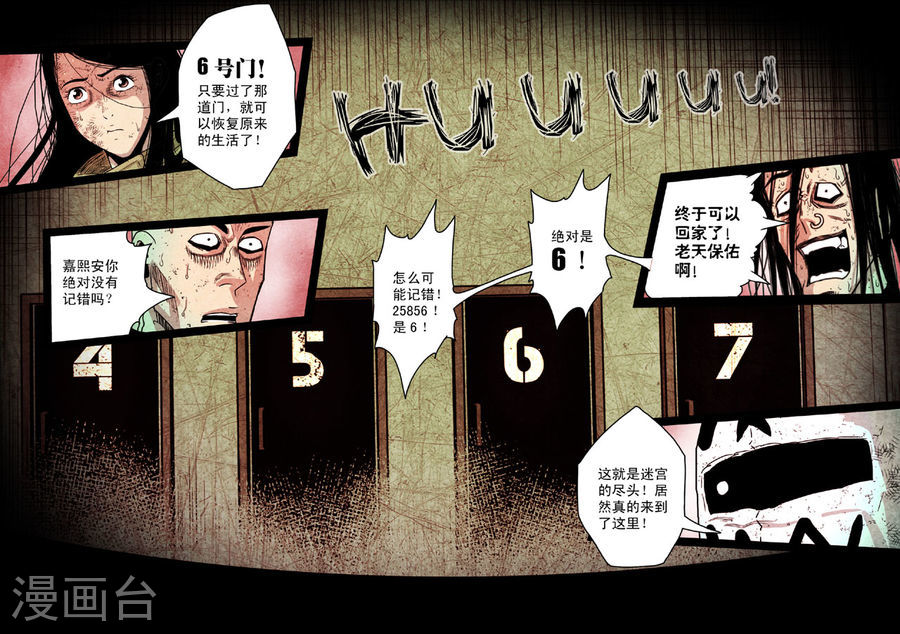 6 号门！
只要过了那
道门，就可
以恢复原来
的生活了！
HUUUUUU!
嘉熙安你
绝对没有
记错吗？
终于可以
回家了！
老天保佑
啊！
绝对是
6！
怎么可
能记错！
25856！
是 6！
4
5
6
7
这就是迷宫
的尽头！居
然真的来到
了这里！
漫画台